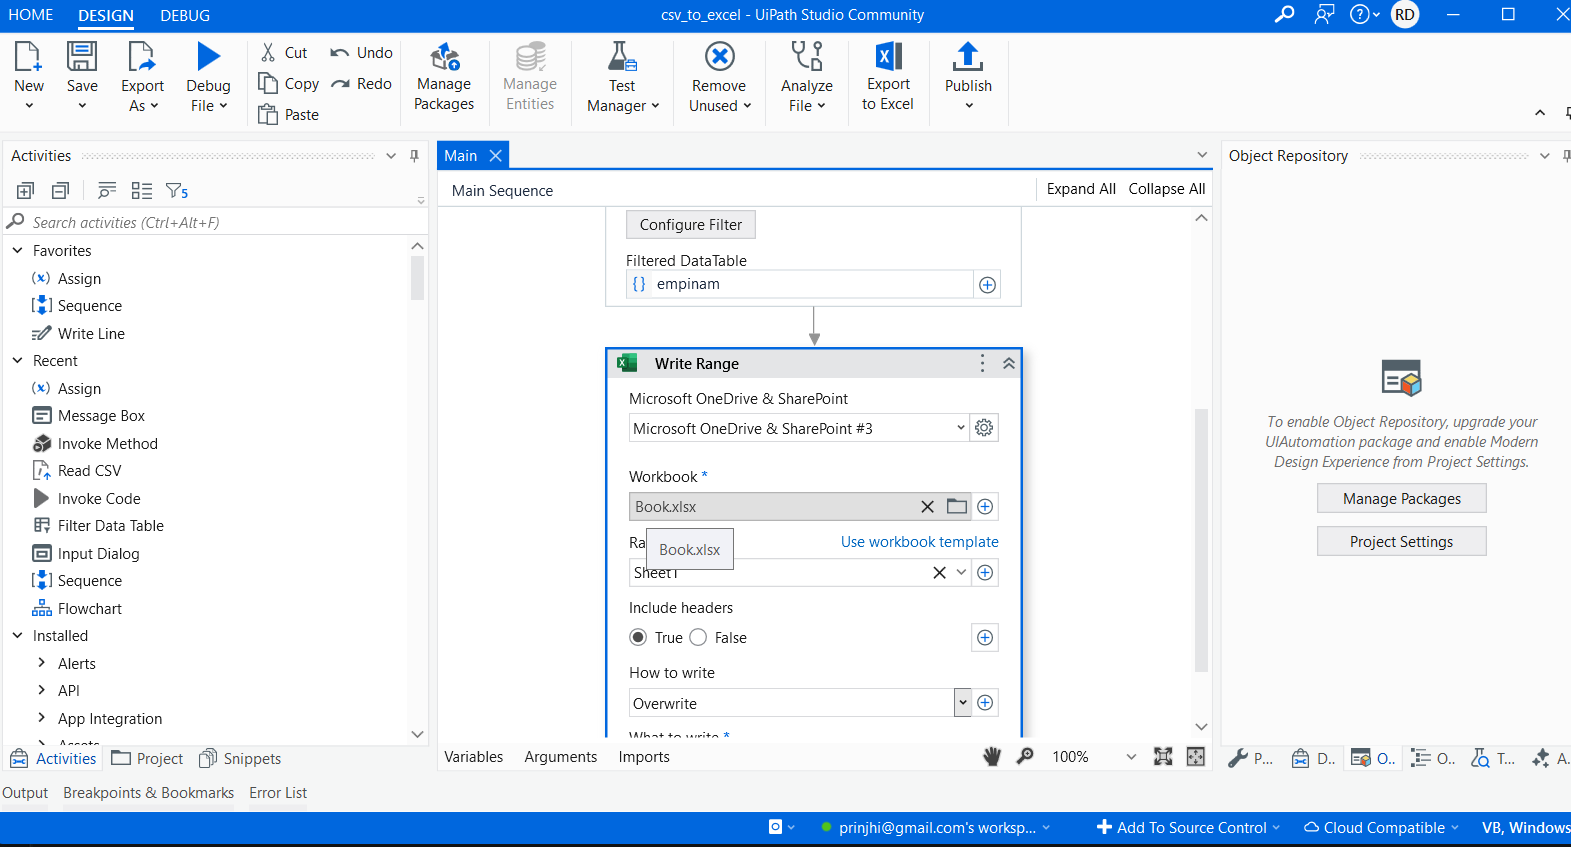 HOME DESIGN DEBUG csv_to_excel - UiPath Studio Community RD
New Save Export As Debug File Cut Copy Paste Undo Redo Manage Packages Manage Entities Test Manager Remove Unused Analyze File Export to Excel Publish
Activities
5
Search activities (Ctrl+Alt+F)
Favorites
Assign
Sequence
Write Line
Recent
Assign
Message Box
Invoke Method
Read CSV
Invoke Code
Filter Data Table
Input Dialog
Sequence
Flowchart
Installed
Alerts
API
App Integration
Assets
Activities Project Snippets
Main
Main Sequence Expand All Collapse All
Configure Filter
Filtered DataTable
{} empinam
Write Range
Microsoft OneDrive & SharePoint
Microsoft OneDrive & SharePoint #3
Workbook *
Book.xlsx
Ra Use workbook template
Book.xlsx
Sheet1
Include headers
True False
How to write
Overwrite
What to write *
Variables Arguments Imports 100%
Object Repository
To enable Object Repository, upgrade your
UIAutomation package and enable Modern
Design Experience from Project Settings.
Manage Packages
Project Settings
P... D.. O.. O.. T... A.
Output Breakpoints & Bookmarks Error List
prinjhi@gmail.com's worksp... Add To Source Control Cloud Compatible VB, Windows